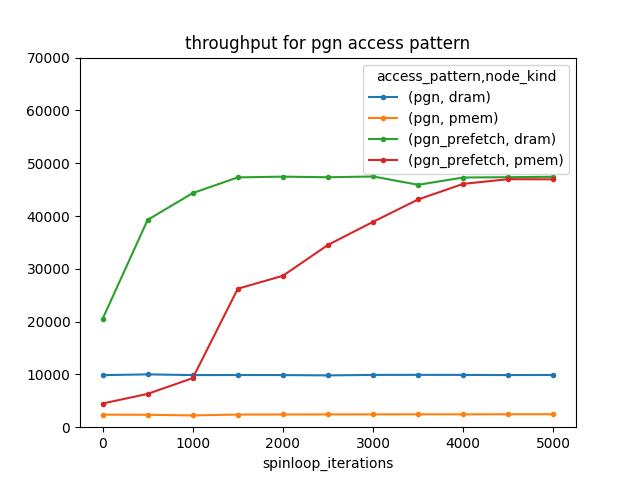 throughput for pgn access pattern
access_pattern,node_kind
(pgn, dram)
(pgn, pmem)
(pgn_prefetch, dram)
(pgn_prefetch, pmem)
70000
60000
50000
40000
30000
20000
10000
0
0 1000 2000 3000 4000 5000
spinloop_iterations